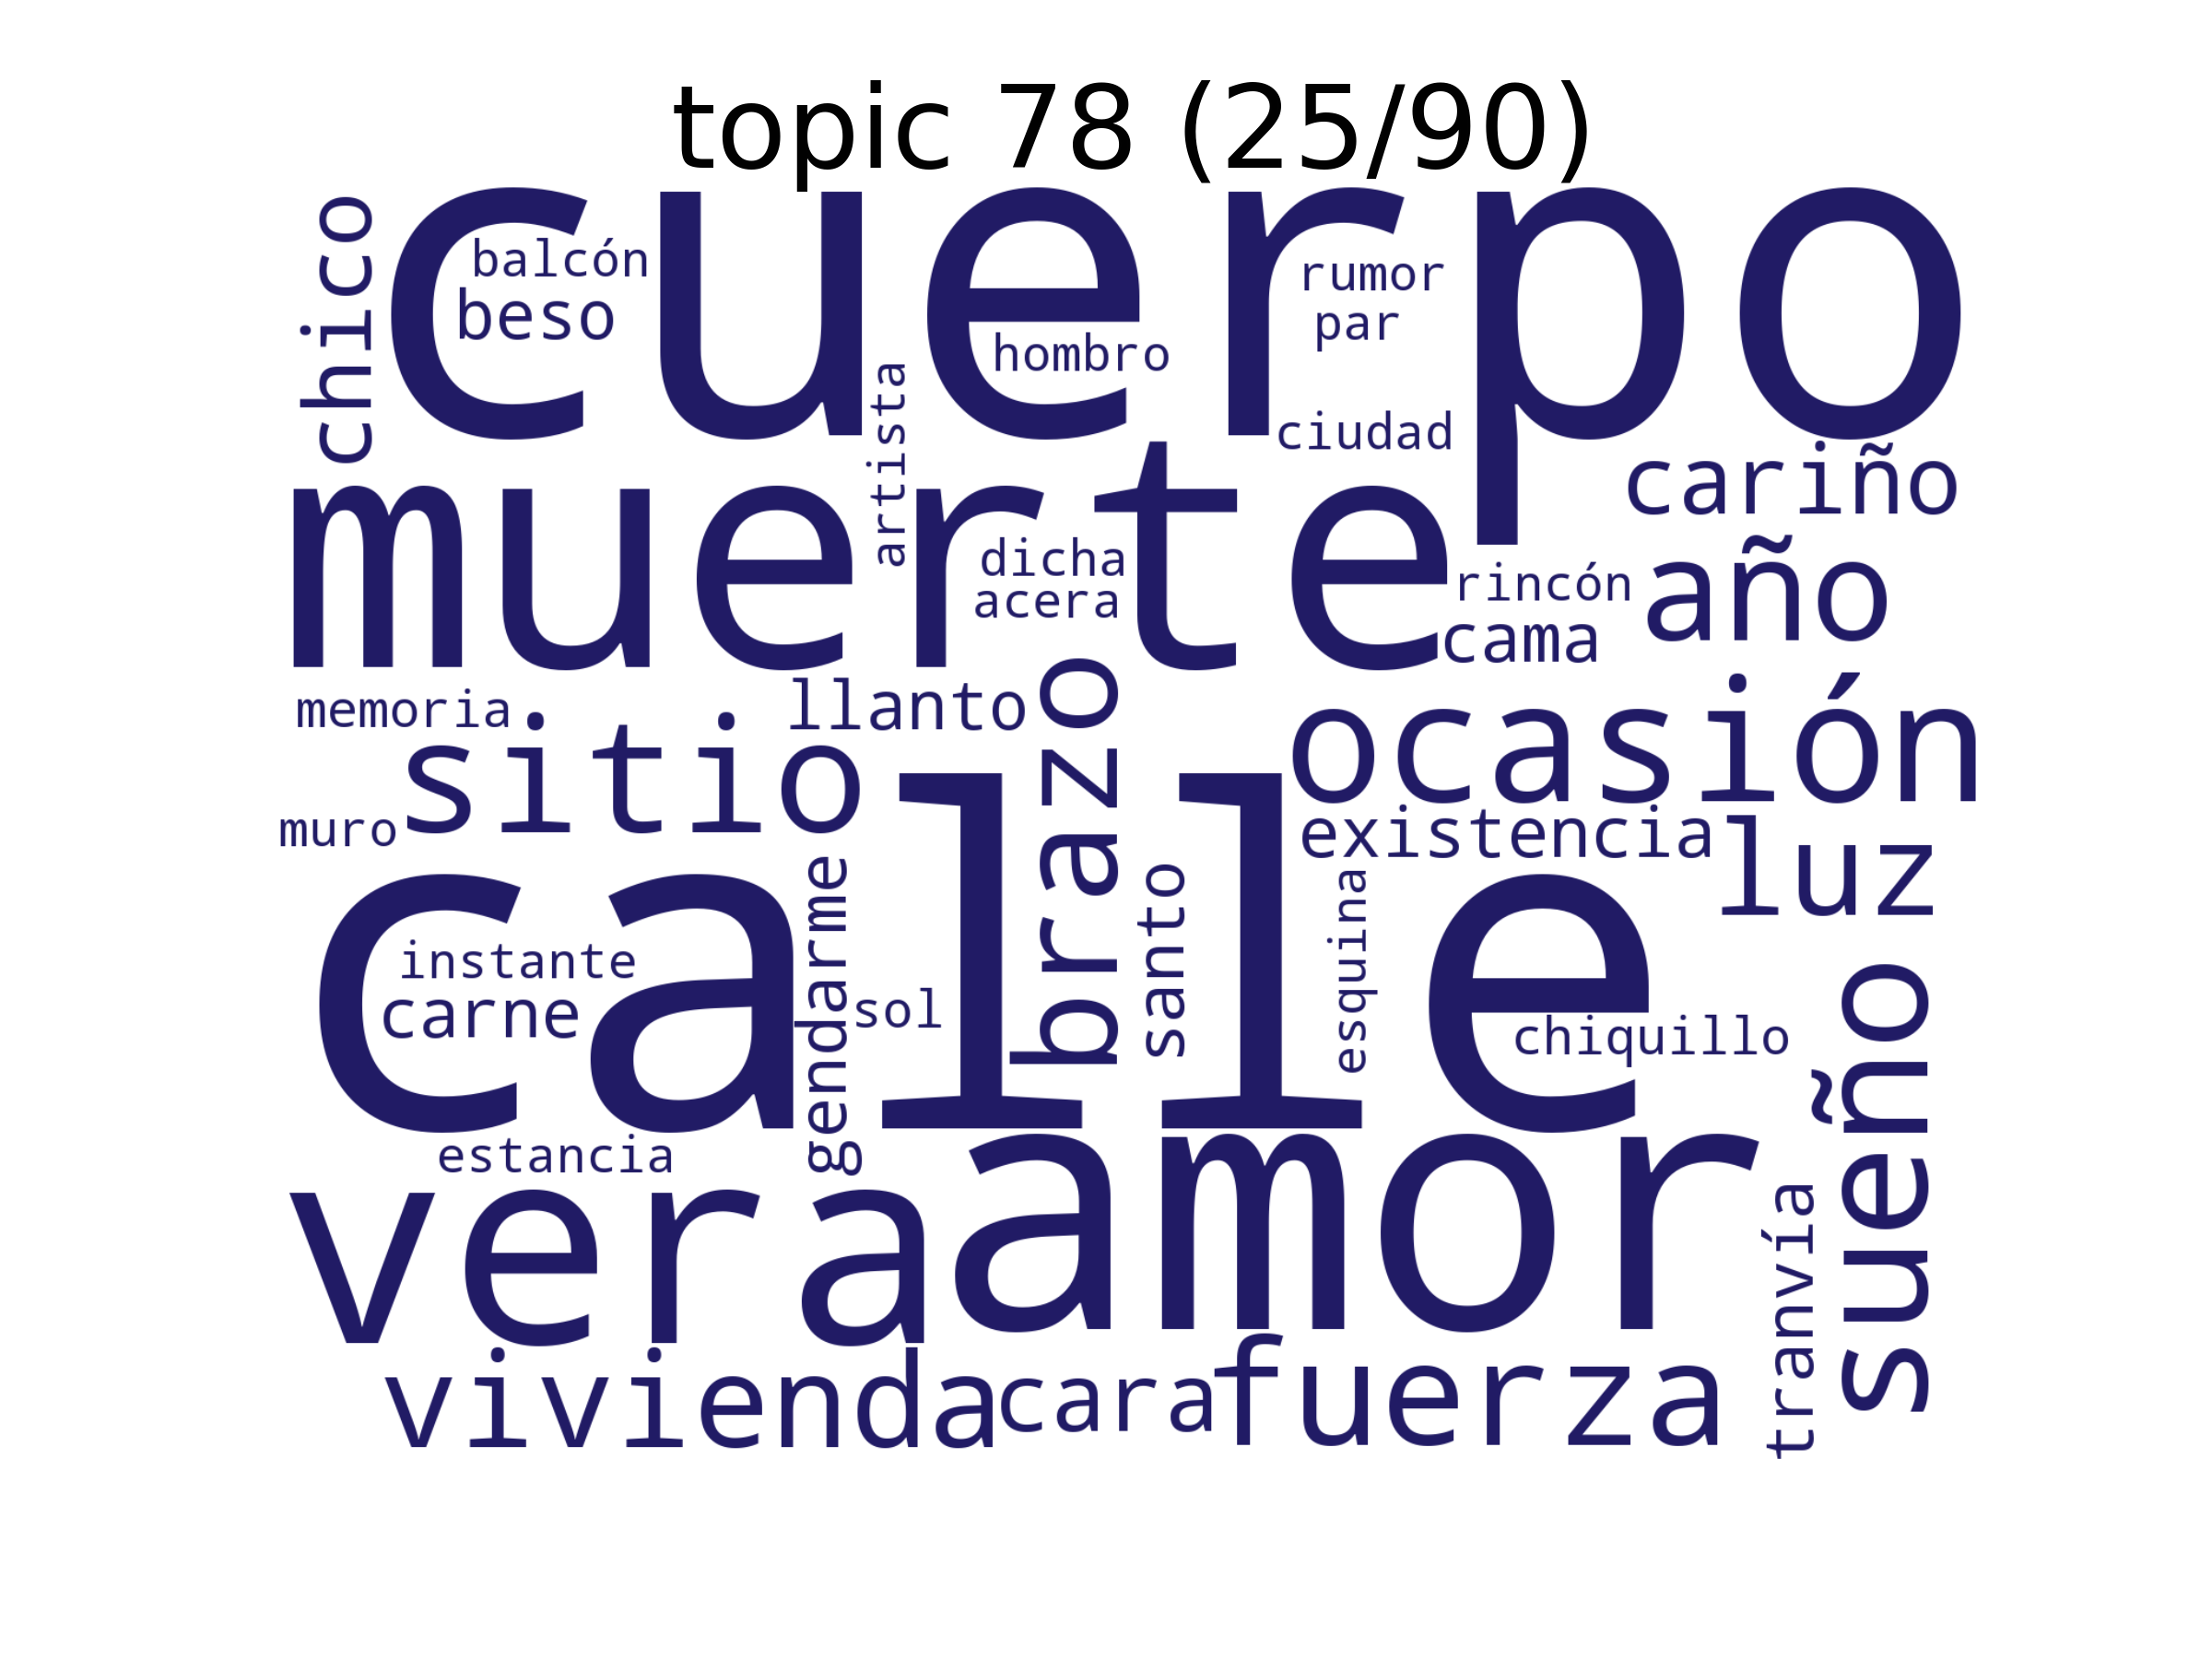 topic 78 (25/90)
cuerpo
chico
balcón
beso
rumor
par
hombro
artista
ciudad
cariño
muerte
dicha
acera
rincón
año
cama
memoria
llanto
sitio
brazo
ocasión
muro
existencia
luz
calle
gendarme
santo
esquina
instante
carne
sol
chiquillo
sueño
estancia
vera
amor
tranvía
vivienda
cara
fuerza